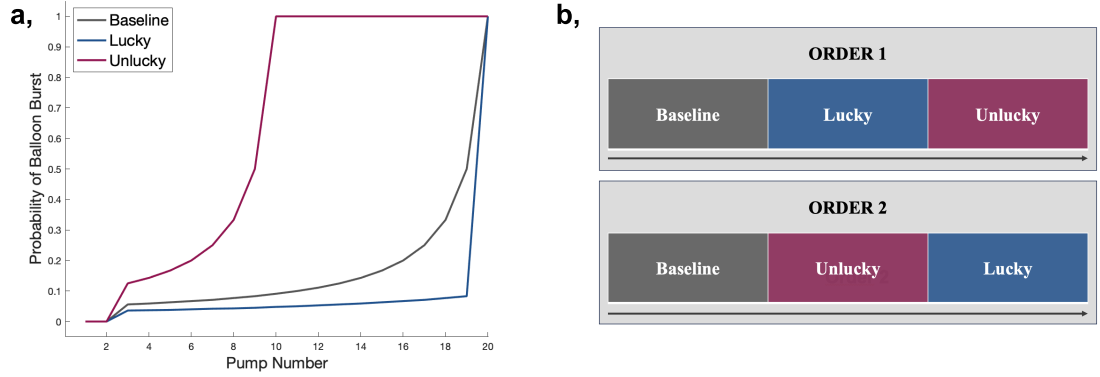 a,
Baseline
Lucky
Unlucky
1
0.9
0.8
0.7
0.6
0.5
0.4
0.3
0.2
0.1
0
Probability of Balloon Burst
2 4 6 8 10 12 14 16 18 20
Pump Number
b,
ORDER 1
Baseline Lucky Unlucky
ORDER 2
Baseline Unlucky Lucky